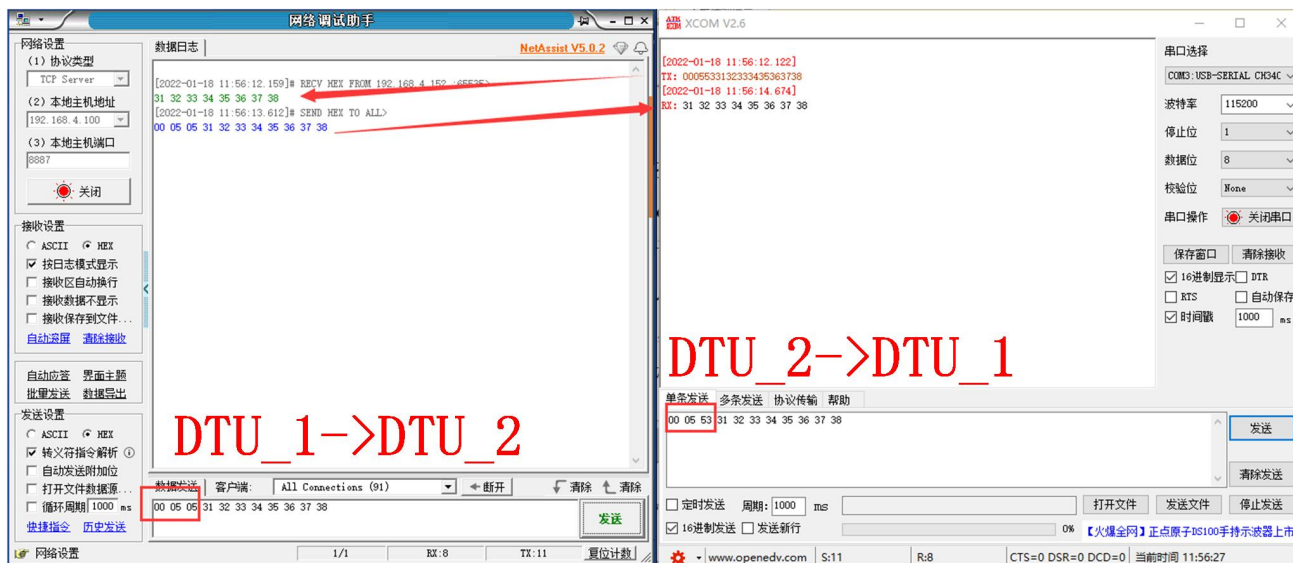 网络调试助手
网络设置
(1) 协议类型
TCP Server
(2) 本地主机地址
192.168.4.100
(3) 本地主机端口
8887
关闭
接收设置
ASCII HEX
按日志模式显示
接收区自动换行
接收数据不显示
接收保存到文件...
自动滚屏 清除接收
自动应答 界面主题
批量发送 数据导出
发送设置
ASCII HEX
转义符指令解析
自动发送附加位
打开文件数据源...
循环周期 1000 ms
快捷指令 历史发送
数据日志
NetAssist V5.0.2
[2022-01-18 11:56:12.159]# RECV HEX FROM 192.168.4.152 :65535>
31 32 33 34 35 36 37 38
[2022-01-18 11:56:13.612]# SEND HEX TO ALL>
00 05 05 31 32 33 34 35 36 37 38
DTU_1->DTU_2
数据发送 客户端: All Connections (91) 断开 清除 清除
00 05 05 31 32 33 34 35 36 37 38
发送
网络设置 1/1 RX:8 TX:11 复位计数
ATK XCOM XCOM V2.6
[2022-01-18 11:56:12.122]
TX: 0005533132333435363738
[2022-01-18 11:56:14.674]
RX: 31 32 33 34 35 36 37 38
DTU_2->DTU_1
串口选择
COM3:USB-SERIAL CH34C
波特率 115200
停止位 1
数据位 8
校验位 None
串口操作 关闭串口
保存窗口 清除接收
16进制显示 DTR
RTS 自动保存
时间戳 1000 ms
单条发送 多条发送 协议传输 帮助
00 05 53 31 32 33 34 35 36 37 38
发送
清除发送
定时发送 周期: 1000 ms 打开文件 发送文件 停止发送
16进制发送 发送新行 0% 【火爆全网】正点原子DS100手持示波器上市
www.openedv.com S:11 R:8 CTS=0 DSR=0 DCD=0 当前时间 11:56:27